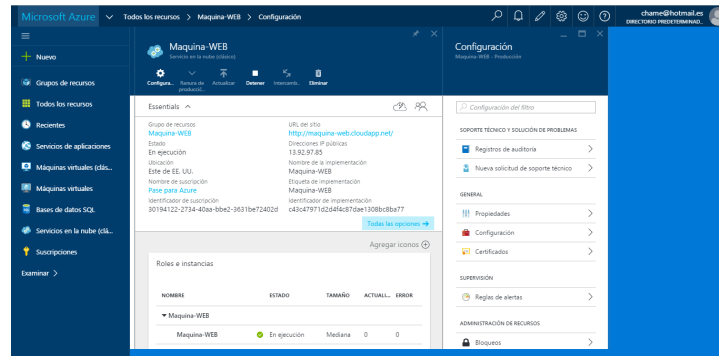 Microsoft Azure Todos los recursos > Maquina-WEB > Configuración
chame@hotmail.es
DIRECTORIO PREDETERMINAD...
Nuevo
Grupos de recursos
Todos los recursos
Recientes
Servicios de aplicaciones
Máquinas virtuales (clás...
Máquinas virtuales
Bases de datos SQL
Servicios en la nube (clá...
Suscripciones
Examinar >
Maquina-WEB
Servicio en la nube (clásico)
Configura... Ranura de producció... Actualizar Detener Intercamb... Eliminar
Essentials
Grupo de recursos
Maquina-WEB
Estado
En ejecución
Ubicación
Este de EE. UU.
Nombre de suscripción
Pase para Azure
Identificador de suscripción
30194122-2734-40aa-bbe2-3631be72402d
URL del sitio
http://maquina-web.cloudapp.net/
Direcciones IP públicas
13.92.97.85
Nombre de la implementación
Maquina-WEB
Etiqueta de implementación
Maquina-WEB
Identificador de implementación
c43c47971d2d4f4c87dae1308bc8ba77
Todas las opciones →
Agregar iconos
Roles e instancias
NOMBRE ESTADO TAMAÑO ACTUALI... ERROR
Maquina-WEB
Maquina-WEB En ejecución Mediana 0 0
Configuración
Maquina-WEB - Producción
Configuración del filtro
SOPORTE TÉCNICO Y SOLUCIÓN DE PROBLEMAS
Registros de auditoría
Nueva solicitud de soporte técnico
GENERAL
Propiedades
Configuración
Certificados
SUPERVISIÓN
Reglas de alertas
ADMINISTRACIÓN DE RECURSOS
Bloqueos